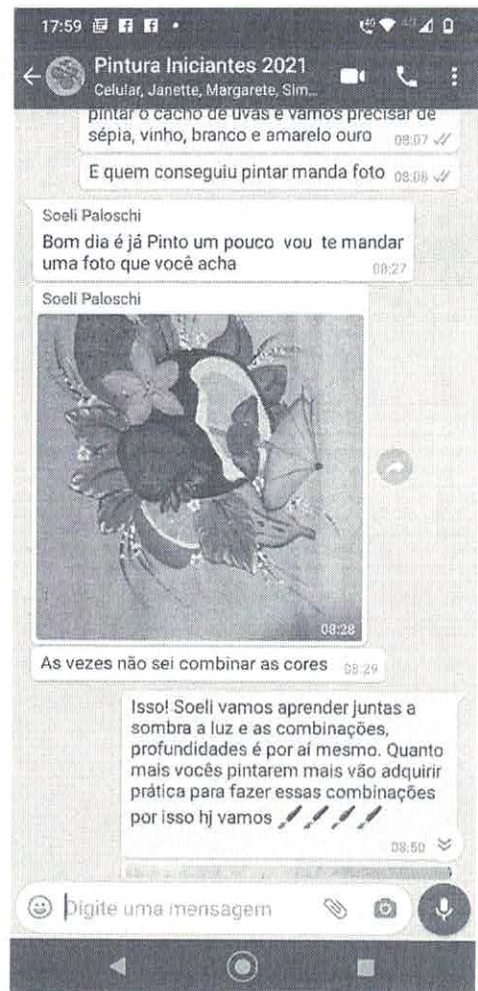 17:59
Pintura Iniciantes 2021
Celular, Janette, Margarete, Sim...
pintar o cacho de uvas e vamos precisar de
sépia, vinho, branco e amarelo ouro 08:07
E quem conseguiu pintar manda foto 08:08
Soeli Paloschi
Bom dia é já Pinto um pouco vou te mandar
uma foto que você acha 08:27
Soeli Paloschi
08:28
As vezes não sei combinar as cores 08:29
Isso! Soeli vamos aprender juntas a
sombra a luz e as combinações,
profundidades é por aí mesmo. Quanto
mais vocês pintarem mais vão adquirir
prática para fazer essas combinações
por isso hj vamos
08:50
Digite uma mensagem